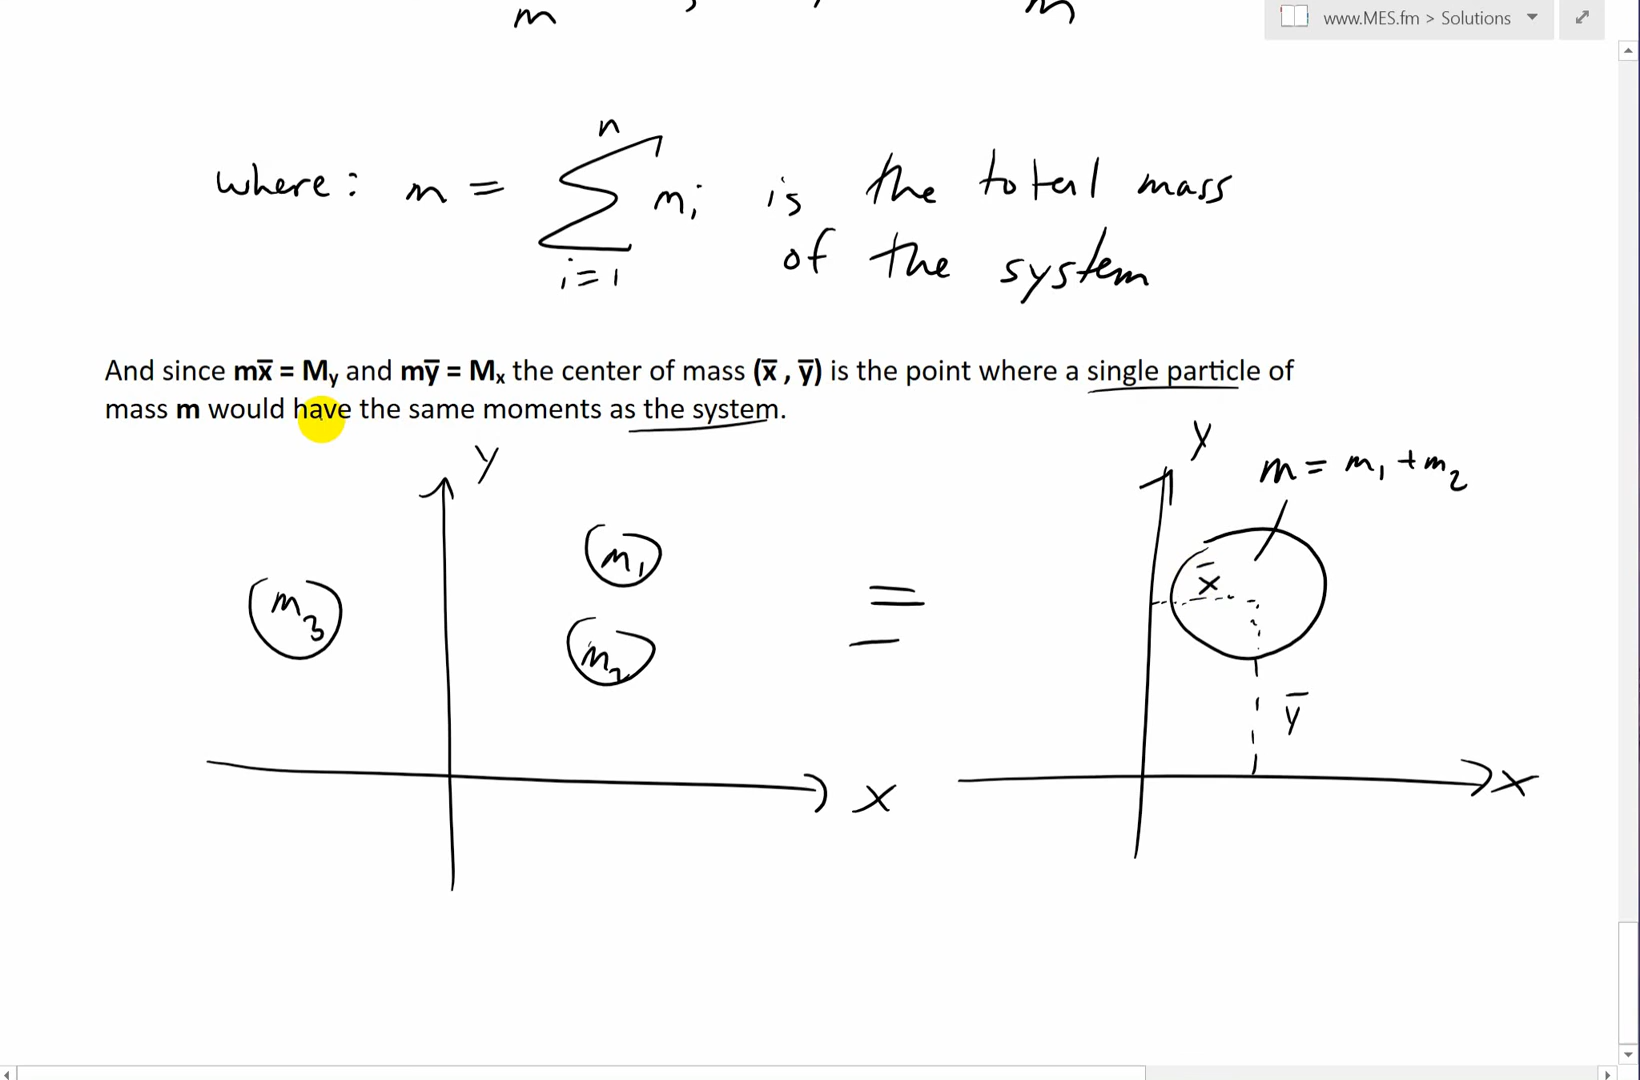 m , m
www.MES.fm > Solutions
where: m = n Σ i=1 mᵢ is the total mass
of the system
And since mx̅ = My and my̅ = Mx the center of mass (x̅ , y̅) is the point where a single particle of
mass m would have the same moments as the system.
y
y
m = m₁ + m₂
m₁
m₃
=
x̅
m₂
y̅
x
x